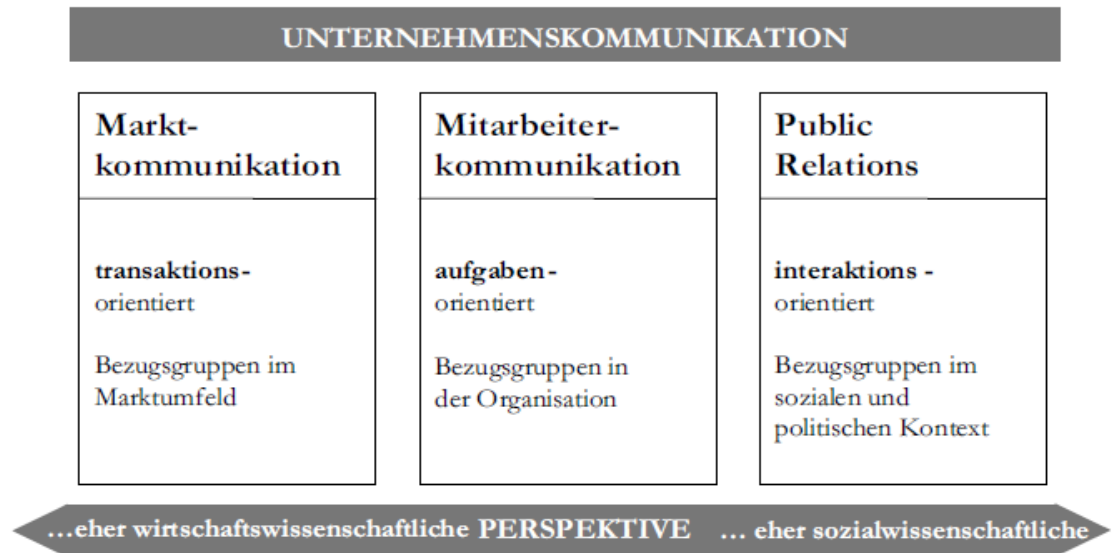 UNTERNEHMENSKOMMUNIKATION
Markt-
kommunikation
transaktions-
orientiert
Bezugsgruppen im
Marktumfeld
Mitarbeiter-
kommunikation
aufgaben-
orientiert
Bezugsgruppen in
der Organisation
Public
Relations
interaktions -
orientiert
Bezugsgruppen im
sozialen und
politischen Kontext
…eher wirtschaftswissenschaftliche PERSPEKTIVE … eher sozialwissenschaftliche